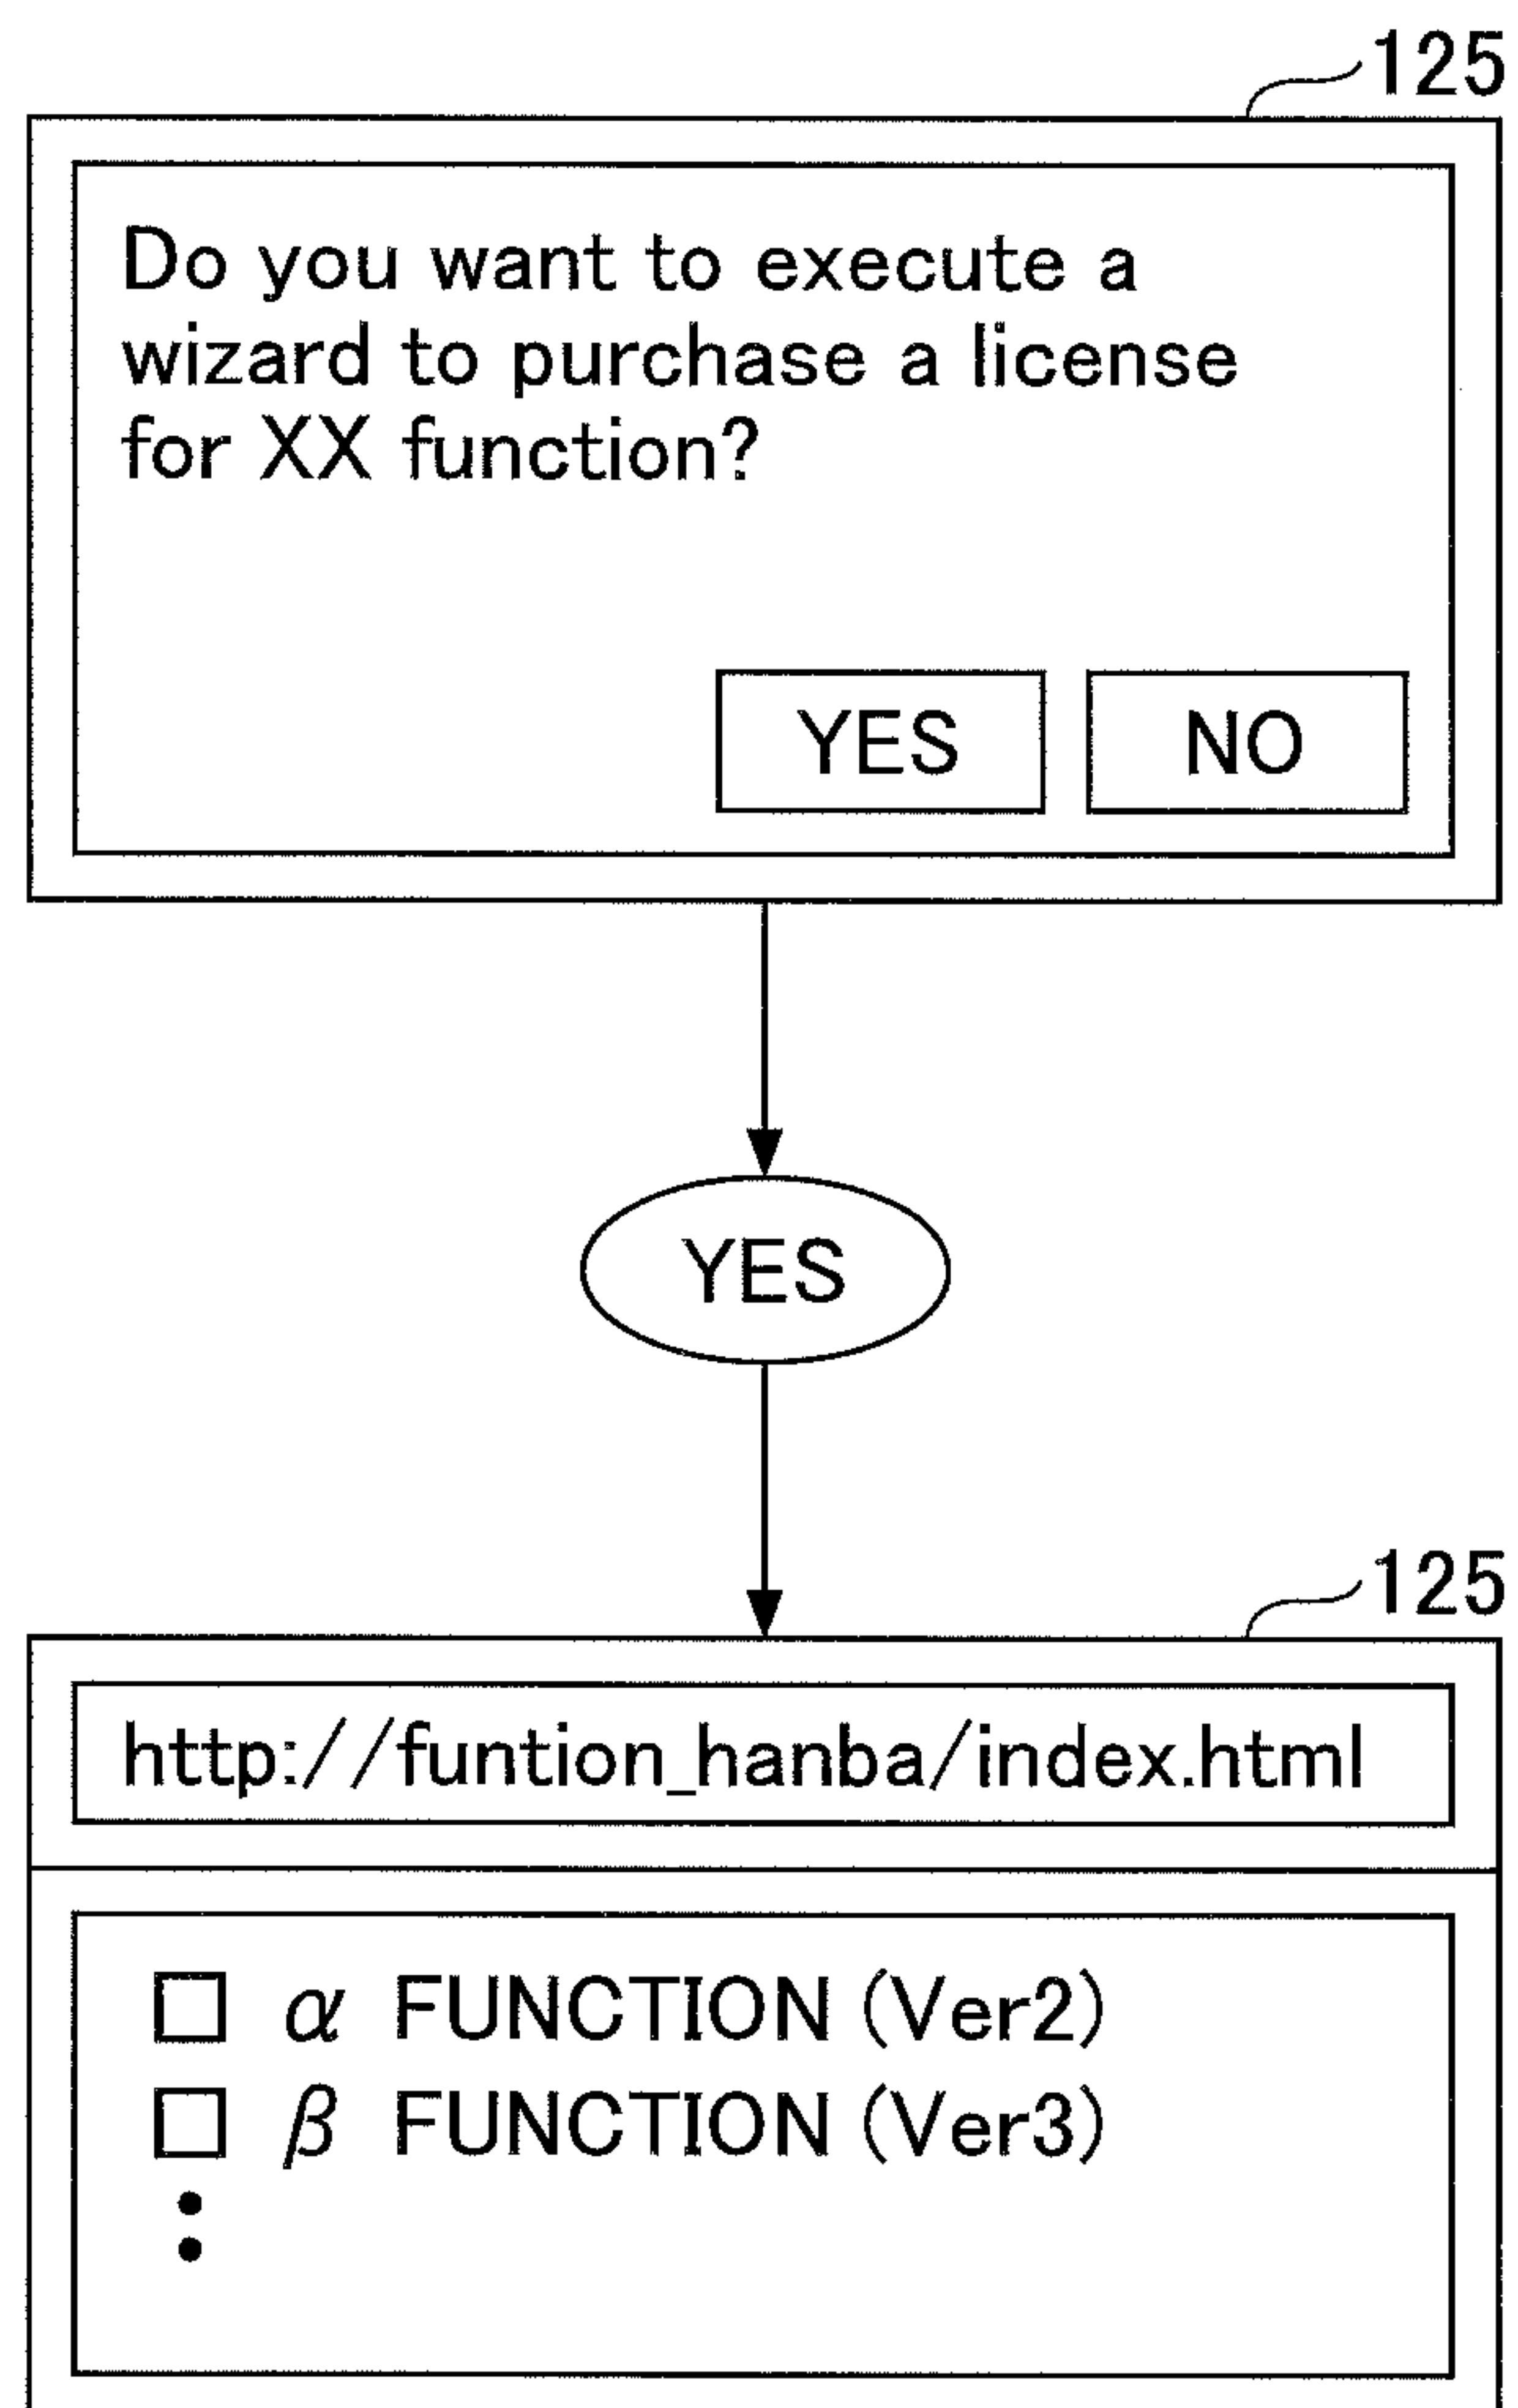 125
Do you want to execute a
wizard to purchase a license
for XX function?
YES NO
YES
125
http://funtion_hanba/index.html
α FUNCTION (Ver2)
β FUNCTION (Ver3)